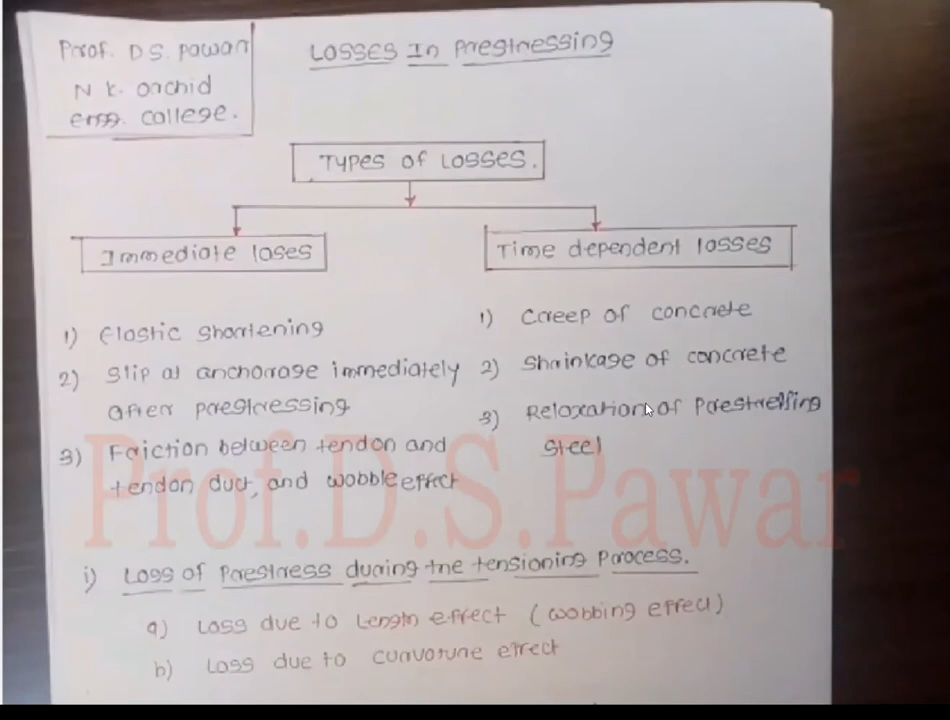 Prof. D.S. Pawar
N K. Orchid
engg. college.
Losses In Prestressing
Types of Losses.
Immediate loses
Time dependent losses
1) Elastic shortening
2) Slip at anchorage immediately
after prestressing
3) Friction between tendon and
tendon duct, and wobble effect
1) Creep of concrete
2) Shrinkage of concrete
3) Relaxation of Prestressing
Steel
Prof.D.S.Pawar
i) Loss of Prestress during the tensioning Process.
a) Loss due to Length effect (wobbing effect)
b) Loss due to curvature effect